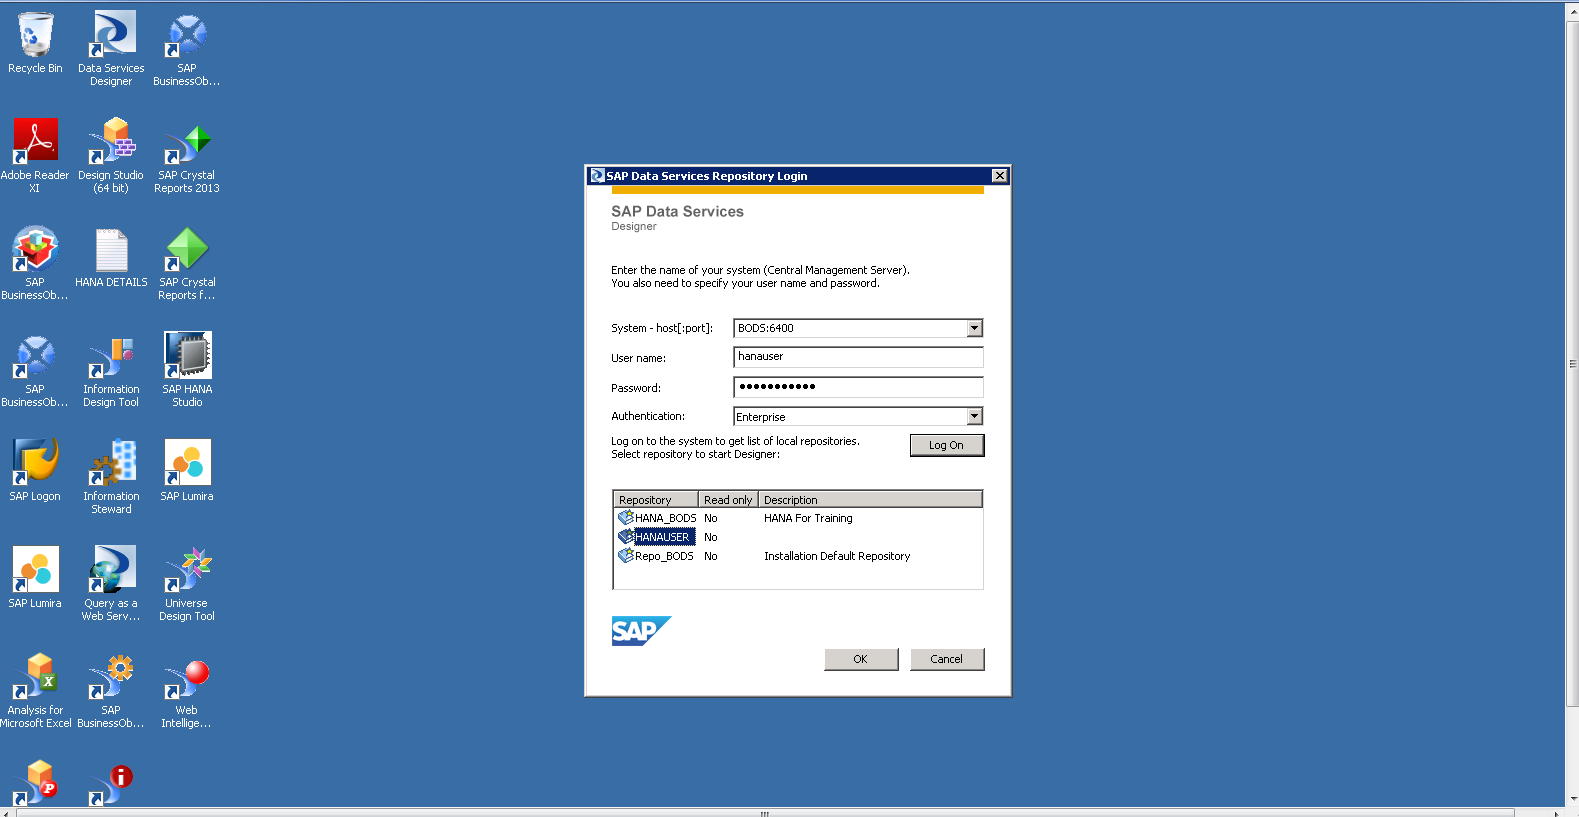 Recycle Bin
Data Services
Designer
SAP
BusinessOb...
Adobe Reader
XI
Design Studio
(64 bit)
SAP Crystal
Reports 2013
SAP
BusinessOb...
HANA DETAILS
SAP Crystal
Reports f...
SAP
BusinessOb...
Information
Design Tool
SAP HANA
Studio
SAP Logon
Information
Steward
SAP Lumira
SAP Lumira
Query as a
Web Serv...
Universe
Design Tool
Analysis for
Microsoft Excel
SAP
BusinessOb...
Web
Intellige...
SAP Data Services Repository Login
SAP Data Services
Designer
Enter the name of your system (Central Management Server).
You also need to specify your user name and password.
System - host[:port]: BODS:6400
User name: hanauser
Password: ●●●●●●●●●●●
Authentication: Enterprise
Log on to the system to get list of local repositories.
Select repository to start Designer:
Log On
Repository Read only Description
HANA_BODS No HANA For Training
HANAUSER No
Repo_BODS No Installation Default Repository
SAP
OK Cancel